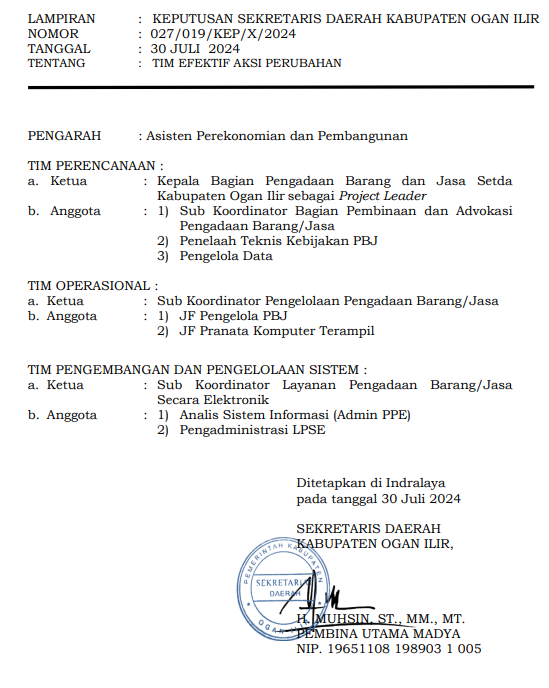 LAMPIRAN : KEPUTUSAN SEKRETARIS DAERAH KABUPATEN OGAN ILIR
NOMOR : 027/019/KEP/X/2024
TANGGAL : 30 JULI 2024
TENTANG : TIM EFEKTIF AKSI PERUBAHAN
PENGARAH : Asisten Perekonomian dan Pembangunan
TIM PERENCANAAN :
a. Ketua : Kepala Bagian Pengadaan Barang dan Jasa Setda
Kabupaten Ogan Ilir sebagai Project Leader
b. Anggota : 1) Sub Koordinator Bagian Pembinaan dan Advokasi
Pengadaan Barang/Jasa
2) Penelaah Teknis Kebijakan PBJ
3) Pengelola Data
TIM OPERASIONAL :
a. Ketua : Sub Koordinator Pengelolaan Pengadaan Barang/Jasa
b. Anggota : 1) JF Pengelola PBJ
2) JF Pranata Komputer Terampil
TIM PENGEMBANGAN DAN PENGELOLAAN SISTEM :
a. Ketua : Sub Koordinator Layanan Pengadaan Barang/Jasa
Secara Elektronik
b. Anggota : 1) Analis Sistem Informasi (Admin PPE)
2) Pengadministrasi LPSE
Ditetapkan di Indralaya
pada tanggal 30 Juli 2024
SEKRETARIS DAERAH
KABUPATEN OGAN ILIR,
PEMERINTAH KABUPATEN
SEKRETARIS
DAERAH
OGAN ILIR
H. MUHSIN, ST., MM., MT.
PEMBINA UTAMA MADYA
NIP. 19651108 198903 1 005